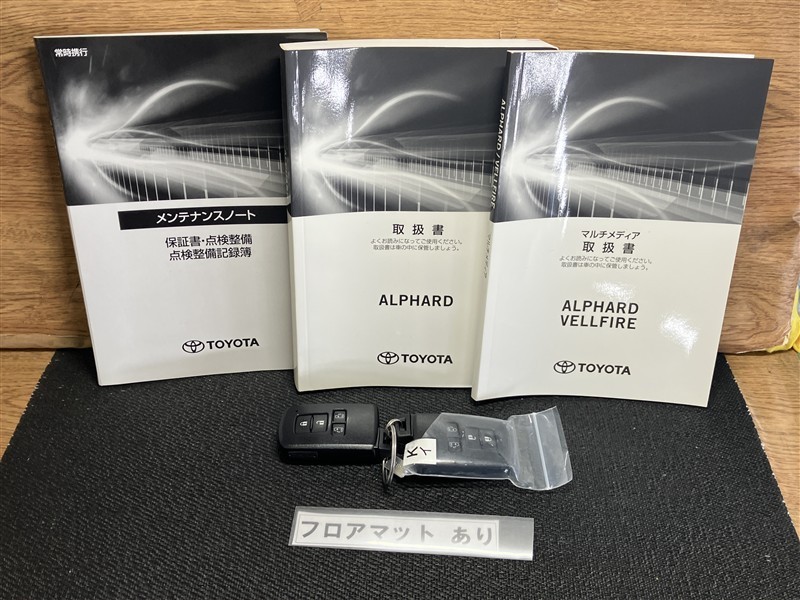 常時携行
メンテナンスノート
保証書・点検整備
点検整備記録簿
TOYOTA
取扱書
よくお読みになってご使用ください。
取扱書は車の中に保管しましょう。
ALPHARD
TOYOTA
ALPHARD / VELLFIRE
マルチメディア
取扱書
よくお読みになってご使用ください。
取扱書は車の中に保管しましょう。
ALPHARD
VELLFIRE
TOYOTA
フロアマット あり